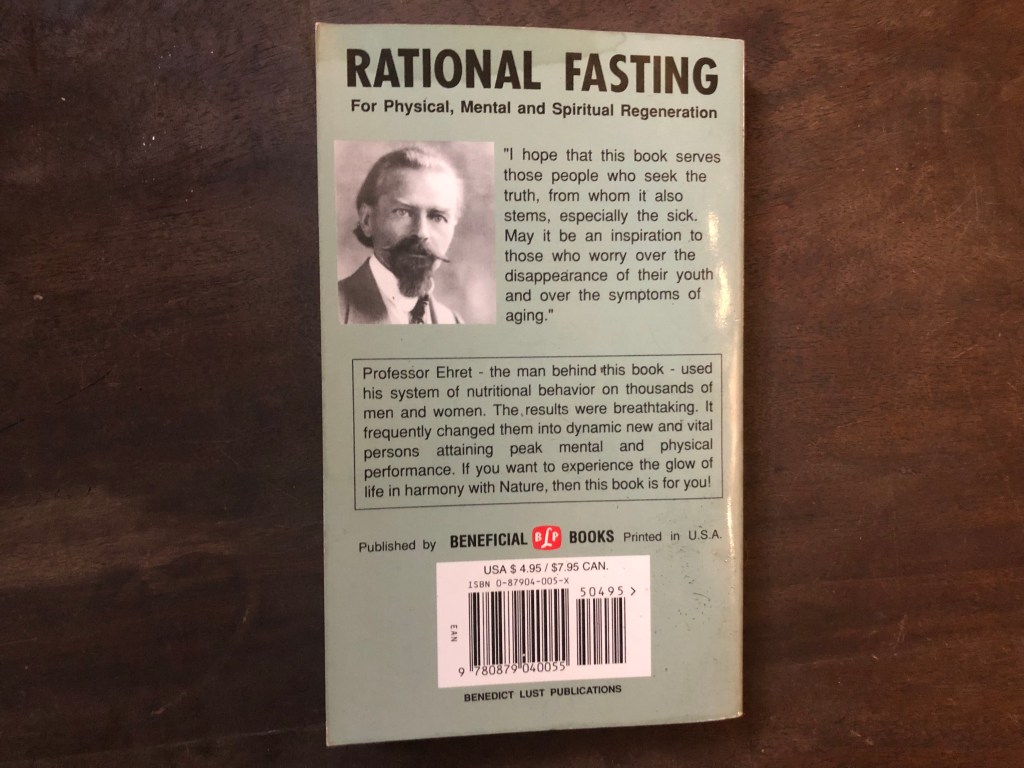 RATIONAL FASTING
For Physical, Mental and Spiritual Regeneration
"I hope that this book serves
those people who seek the
truth, from whom it also
stems, especially the sick.
May it be an inspiration to
those who worry over the
disappearance of their youth
and over the symptoms of
aging."
Professor Ehret - the man behind this book - used
his system of nutritional behavior on thousands of
men and women. The results were breathtaking. It
frequently changed them into dynamic new and vital
persons attaining peak mental and physical
performance. If you want to experience the glow of
life in harmony with Nature, then this book is for you!
Published by BENEFICIAL BLP BOOKS Printed in U.S.A.
USA $ 4.95 / $7.95 CAN.
ISBN 0-87904-005-X
50495 >
EAN
9 780879 040055
BENEDICT LUST PUBLICATIONS